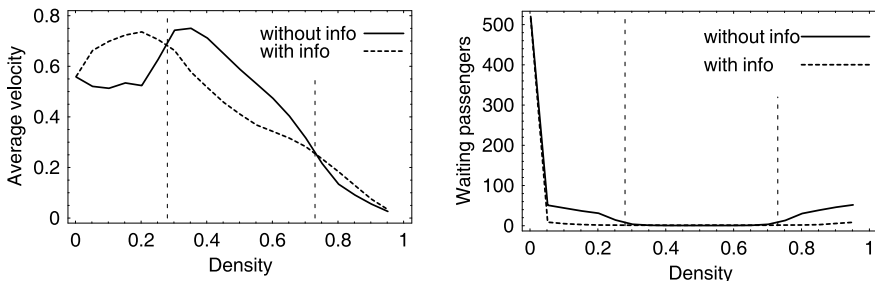 0.8
0.6
0.4
0.2
0
Average velocity
without info
with info
0 0.2 0.4 0.6 0.8 1
Density
500
400
300
200
100
0
Waiting passengers
without info
with info
0 0.2 0.4 0.6 0.8 1
Density